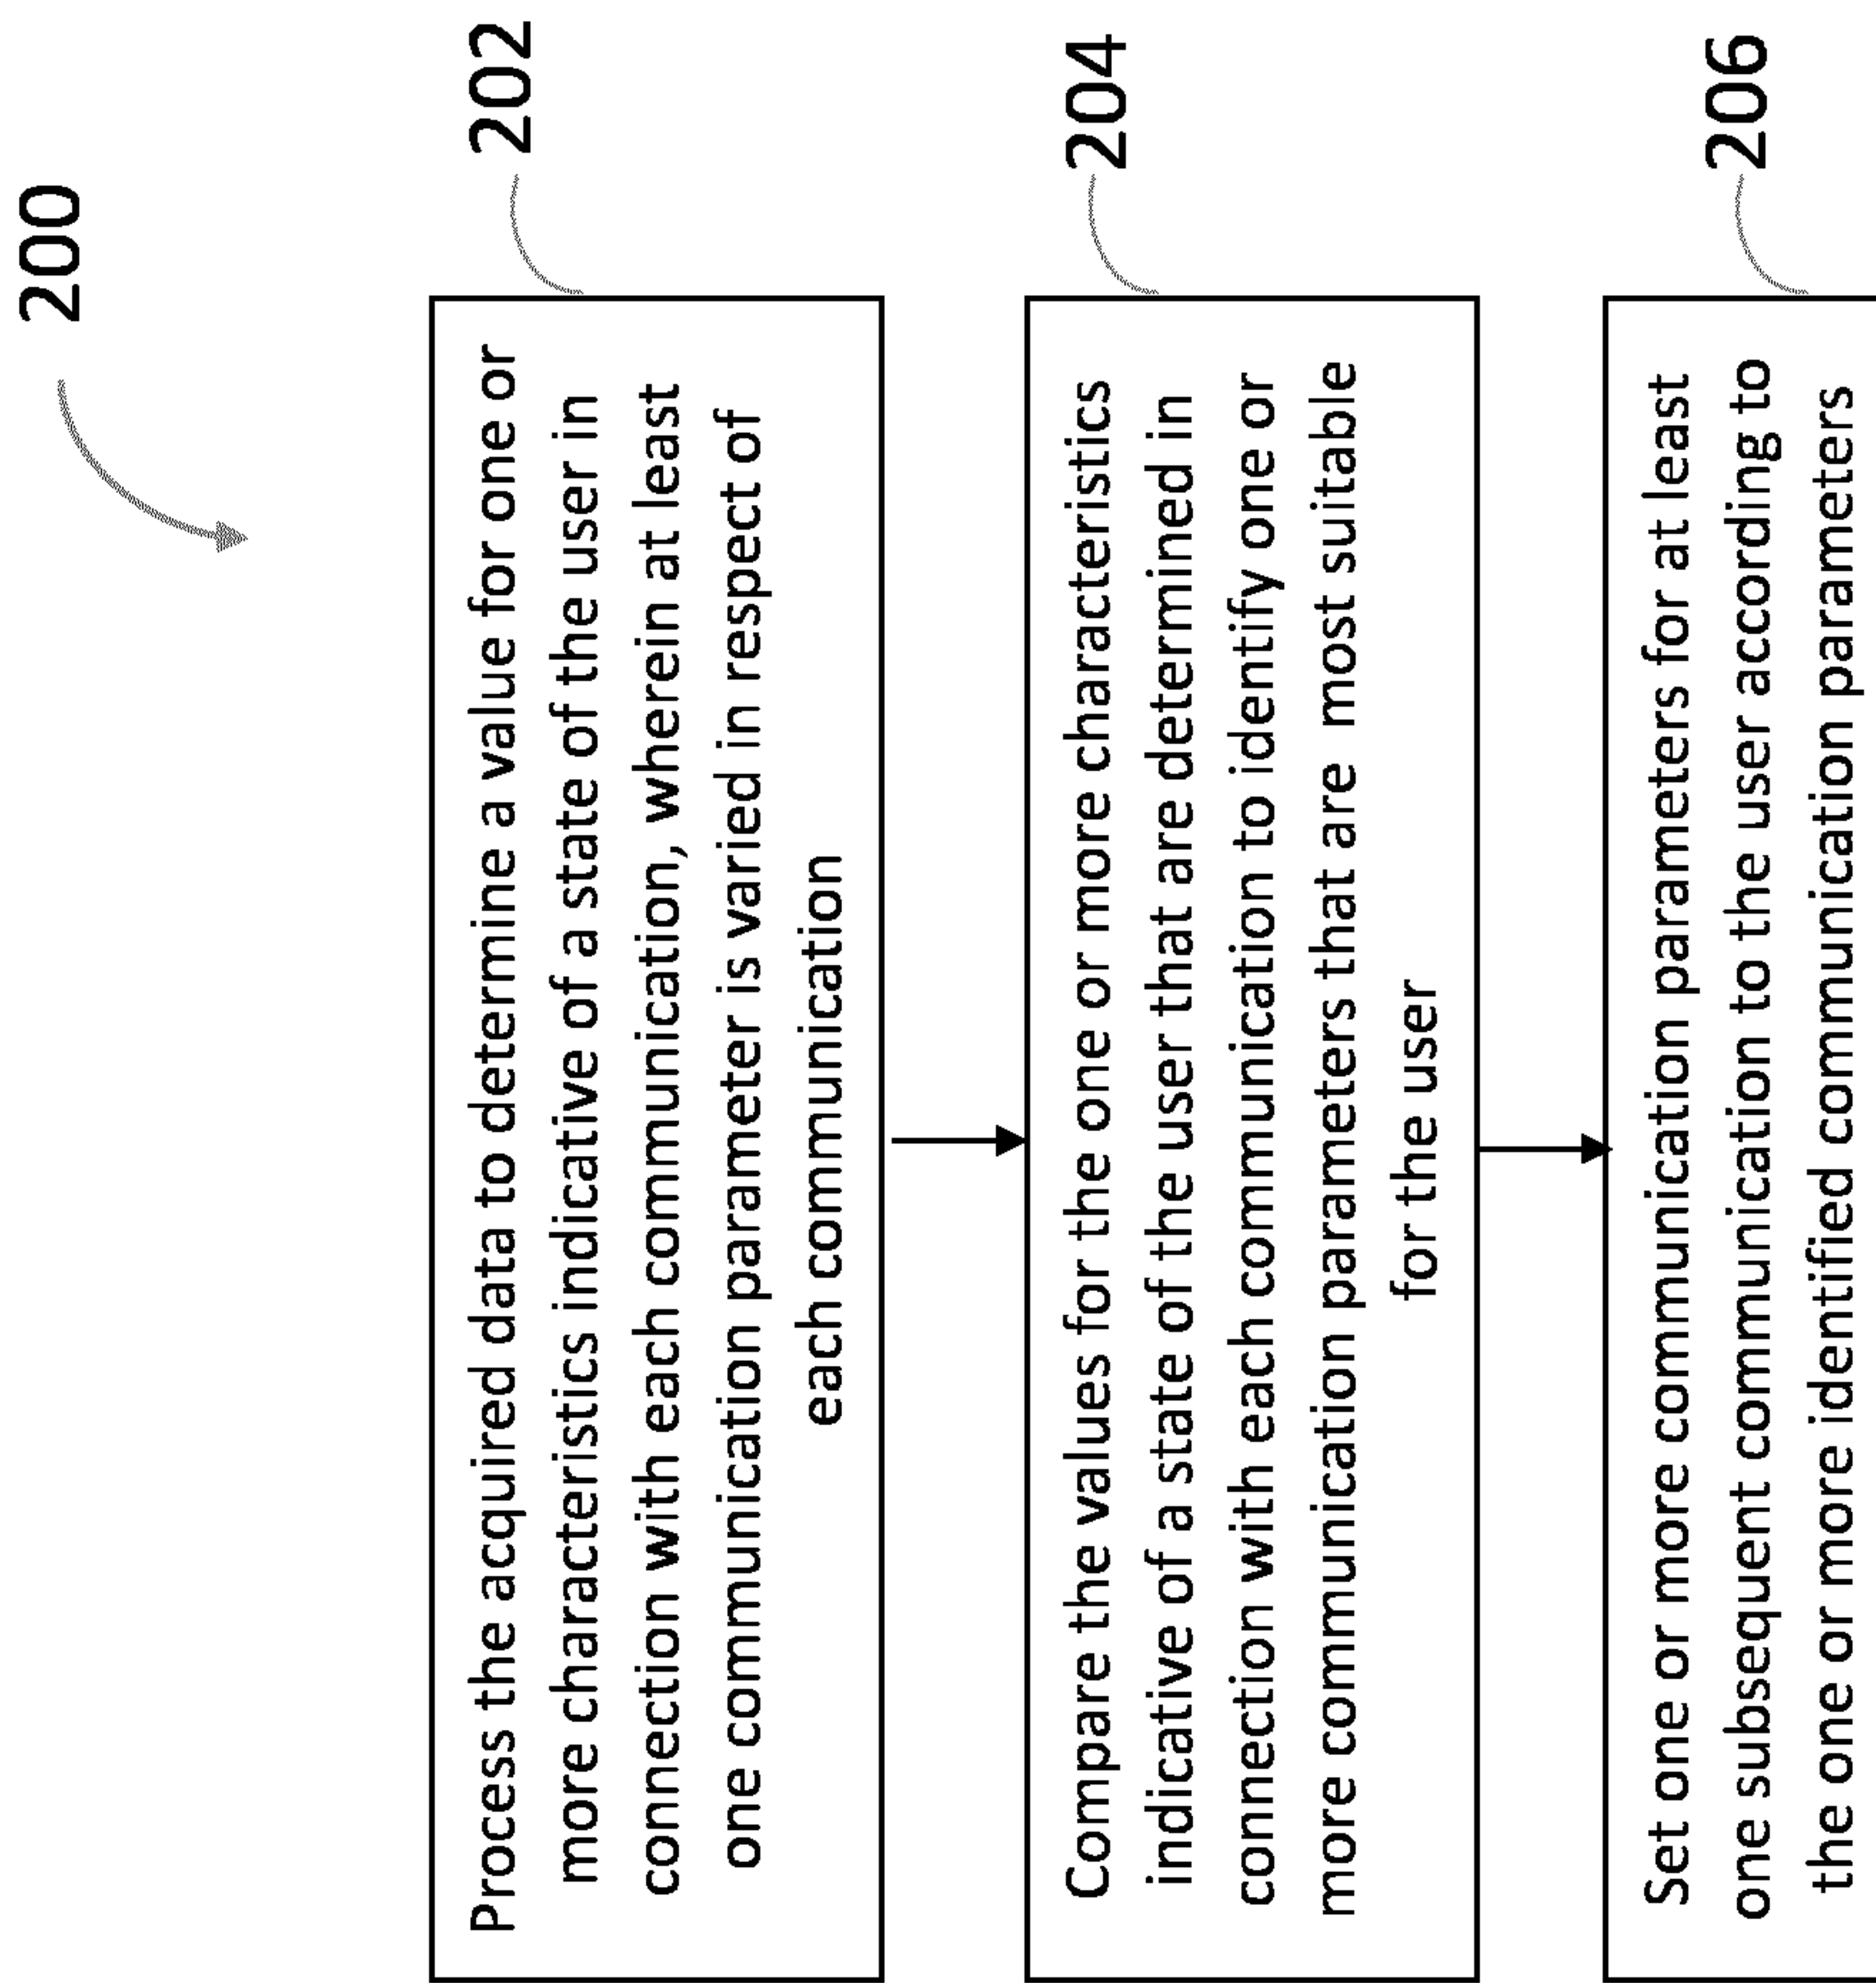 200
202
Process the acquired data to determine a value for one or
more characteristics indicative of a state of the user in
connection with each communication, wherein at least
one communication parameter is varied in respect of
each communication
204
Compare the values for the one or more characteristics
indicative of a state of the user that are determined in
connection with each communication to identify one or
more communication parameters that are most suitable
for the user
206
Set one or more communication parameters for at least
one subsequent communication to the user according to
the one or more identified communication parameters